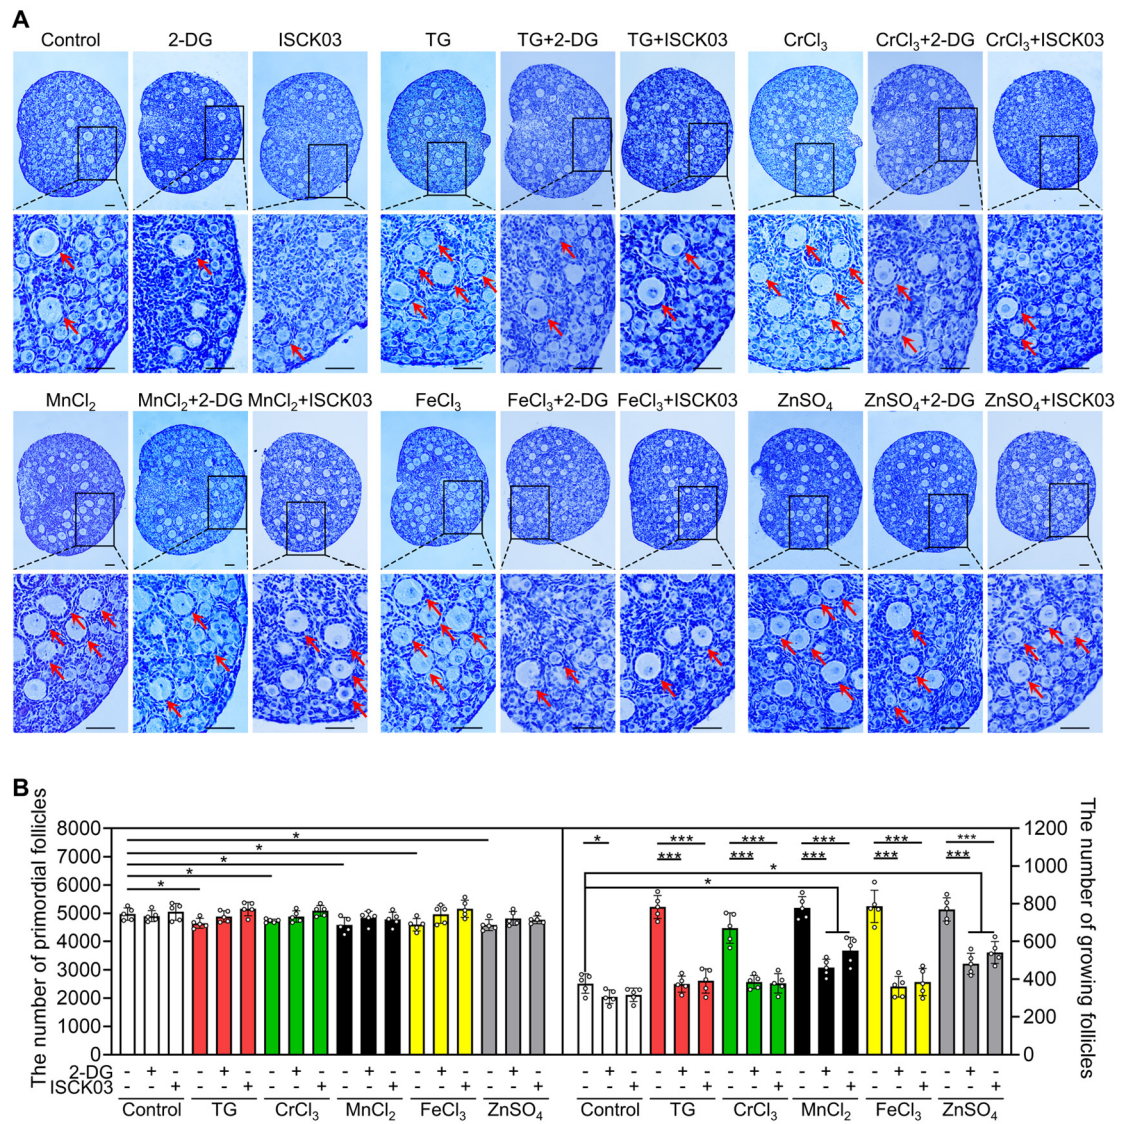 A
Control 2-DG ISCK03 TG TG+2-DG TG+ISCK03 CrCl3 CrCl3+2-DG CrCl3+ISCK03
MnCl2 MnCl2+2-DG MnCl2+ISCK03 FeCl3 FeCl3+2-DG FeCl3+ISCK03 ZnSO4 ZnSO4+2-DG ZnSO4+ISCK03
B
The number of primordial follicles
8000
7000
6000
5000
4000
3000
2000
1000
0
* * * * *
* *** *** *** *** *** *** *** *** *** *** * *
1200
1000
800
600
400
200
0
The number of growing follicles
2-DG - + - - + - - + - - + - - + - - + - - + - - + - - + - - + - - + - - + -
ISCK03 - - + - - + - - + - - + - - + - - + - - + - - + - - + - - + - - + - - +
Control TG CrCl3 MnCl2 FeCl3 ZnSO4 Control TG CrCl3 MnCl2 FeCl3 ZnSO4